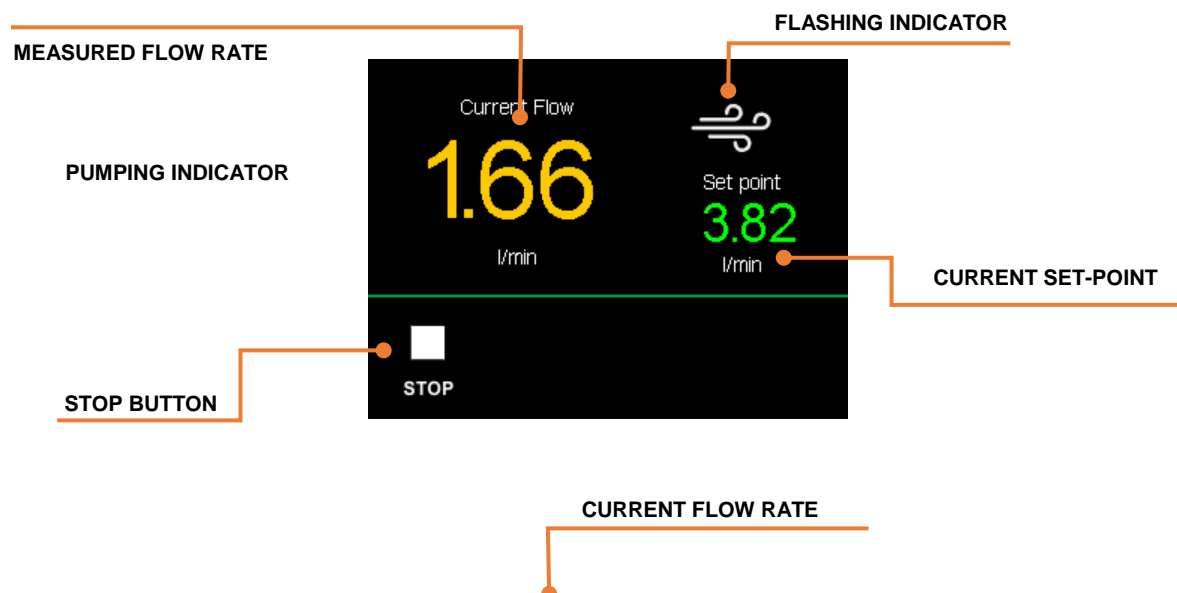 FLASHING INDICATOR
MEASURED FLOW RATE
Current Flow
1.66
l/min
PUMPING INDICATOR
Set point
3.82
l/min
CURRENT SET-POINT
STOP
STOP BUTTON
CURRENT FLOW RATE